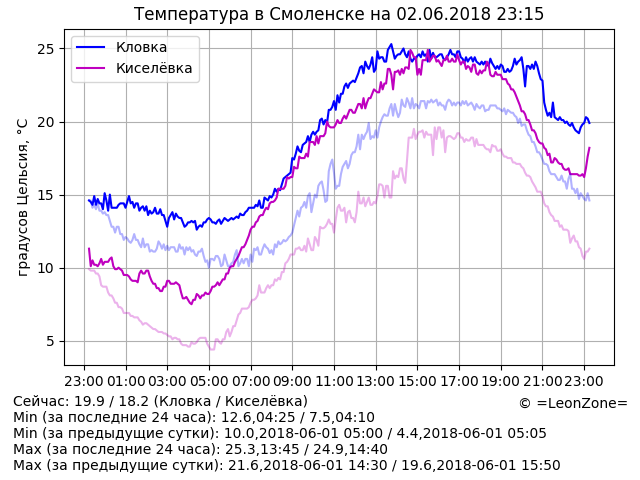 Температура в Смоленске на 02.06.2018 23:15
Кловка
Киселёвка
градусов Цельсия, °C
25
20
15
10
5
23:00 01:00 03:00 05:00 07:00 09:00 11:00 13:00 15:00 17:00 19:00 21:00 23:00
Сейчас: 19.9 / 18.2 (Кловка / Киселёвка)
© =LeonZone=
Min (за последние 24 часа): 12.6,04:25 / 7.5,04:10
Min (за предыдущие сутки): 10.0,2018-06-01 05:00 / 4.4,2018-06-01 05:05
Max (за последние 24 часа): 25.3,13:45 / 24.9,14:40
Max (за предыдущие сутки): 21.6,2018-06-01 14:30 / 19.6,2018-06-01 15:50